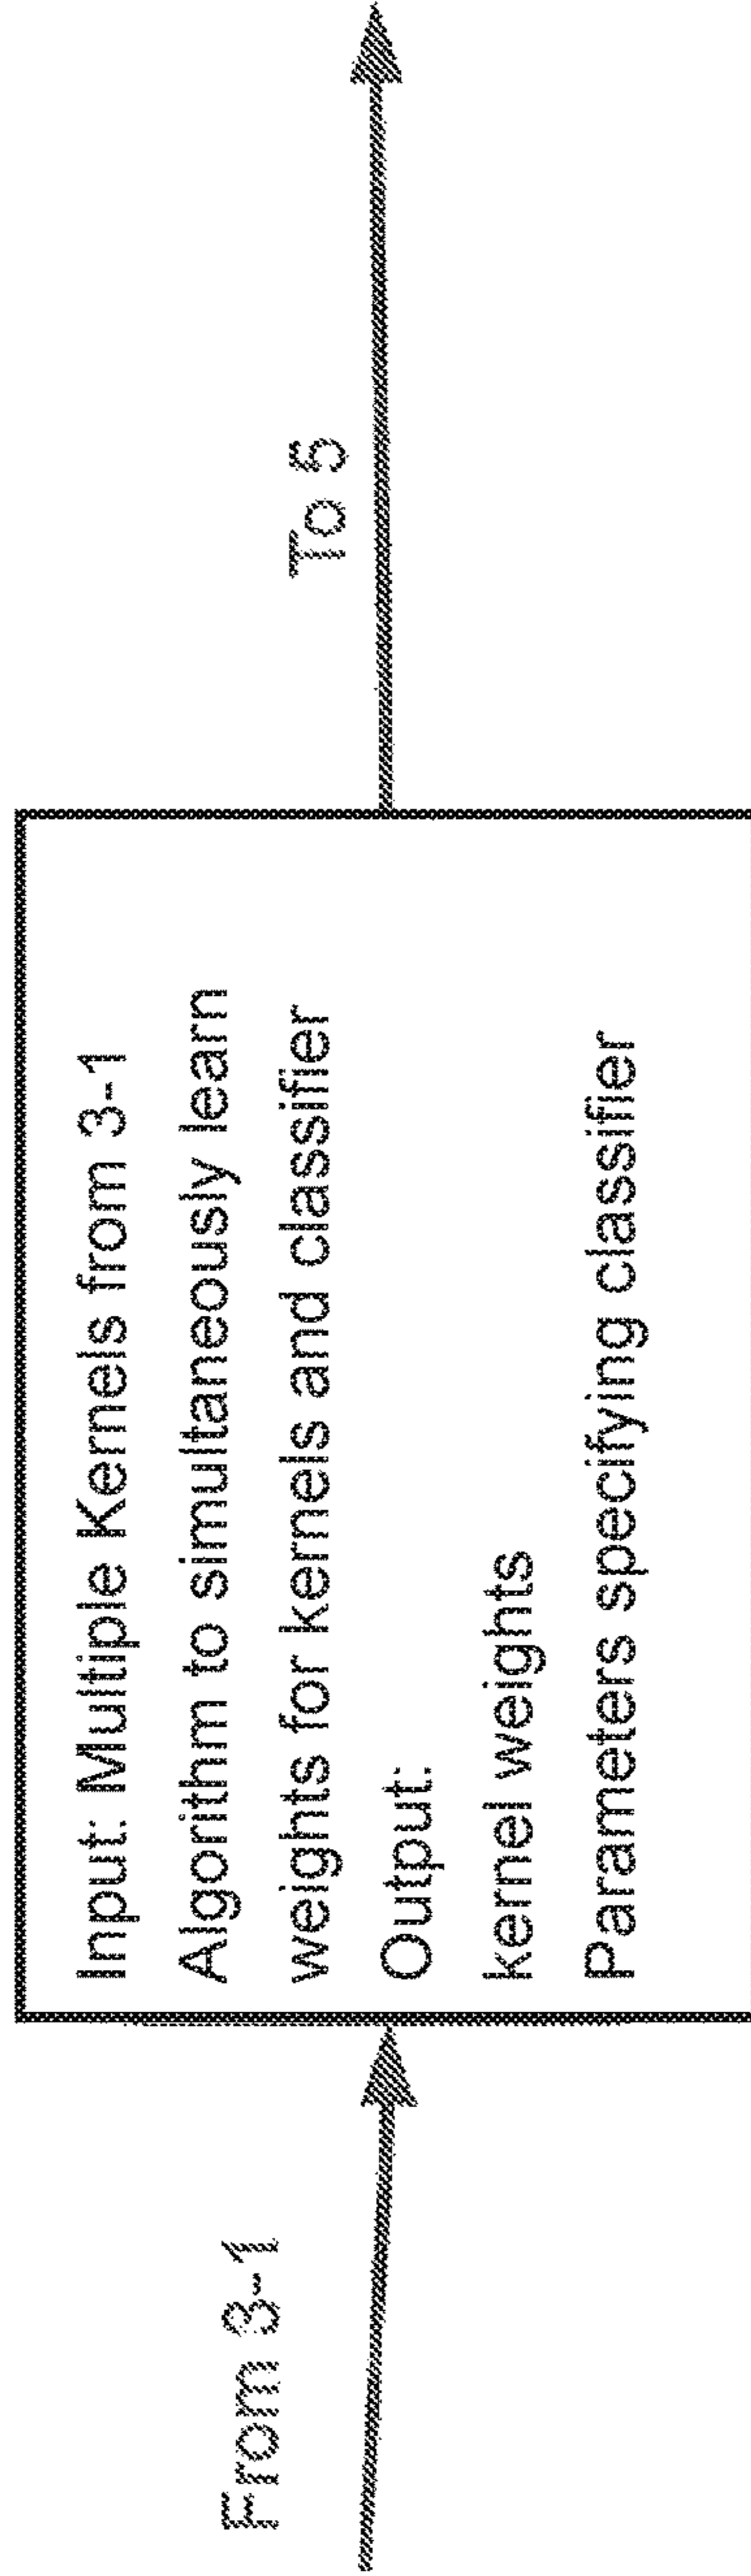 From 3-1
Input: Multiple Kernels from 3-1
Algorithm to simultaneously learn
weights for kernels and classifier
Output:
kernel weights
Parameters specifying classifier
To 5